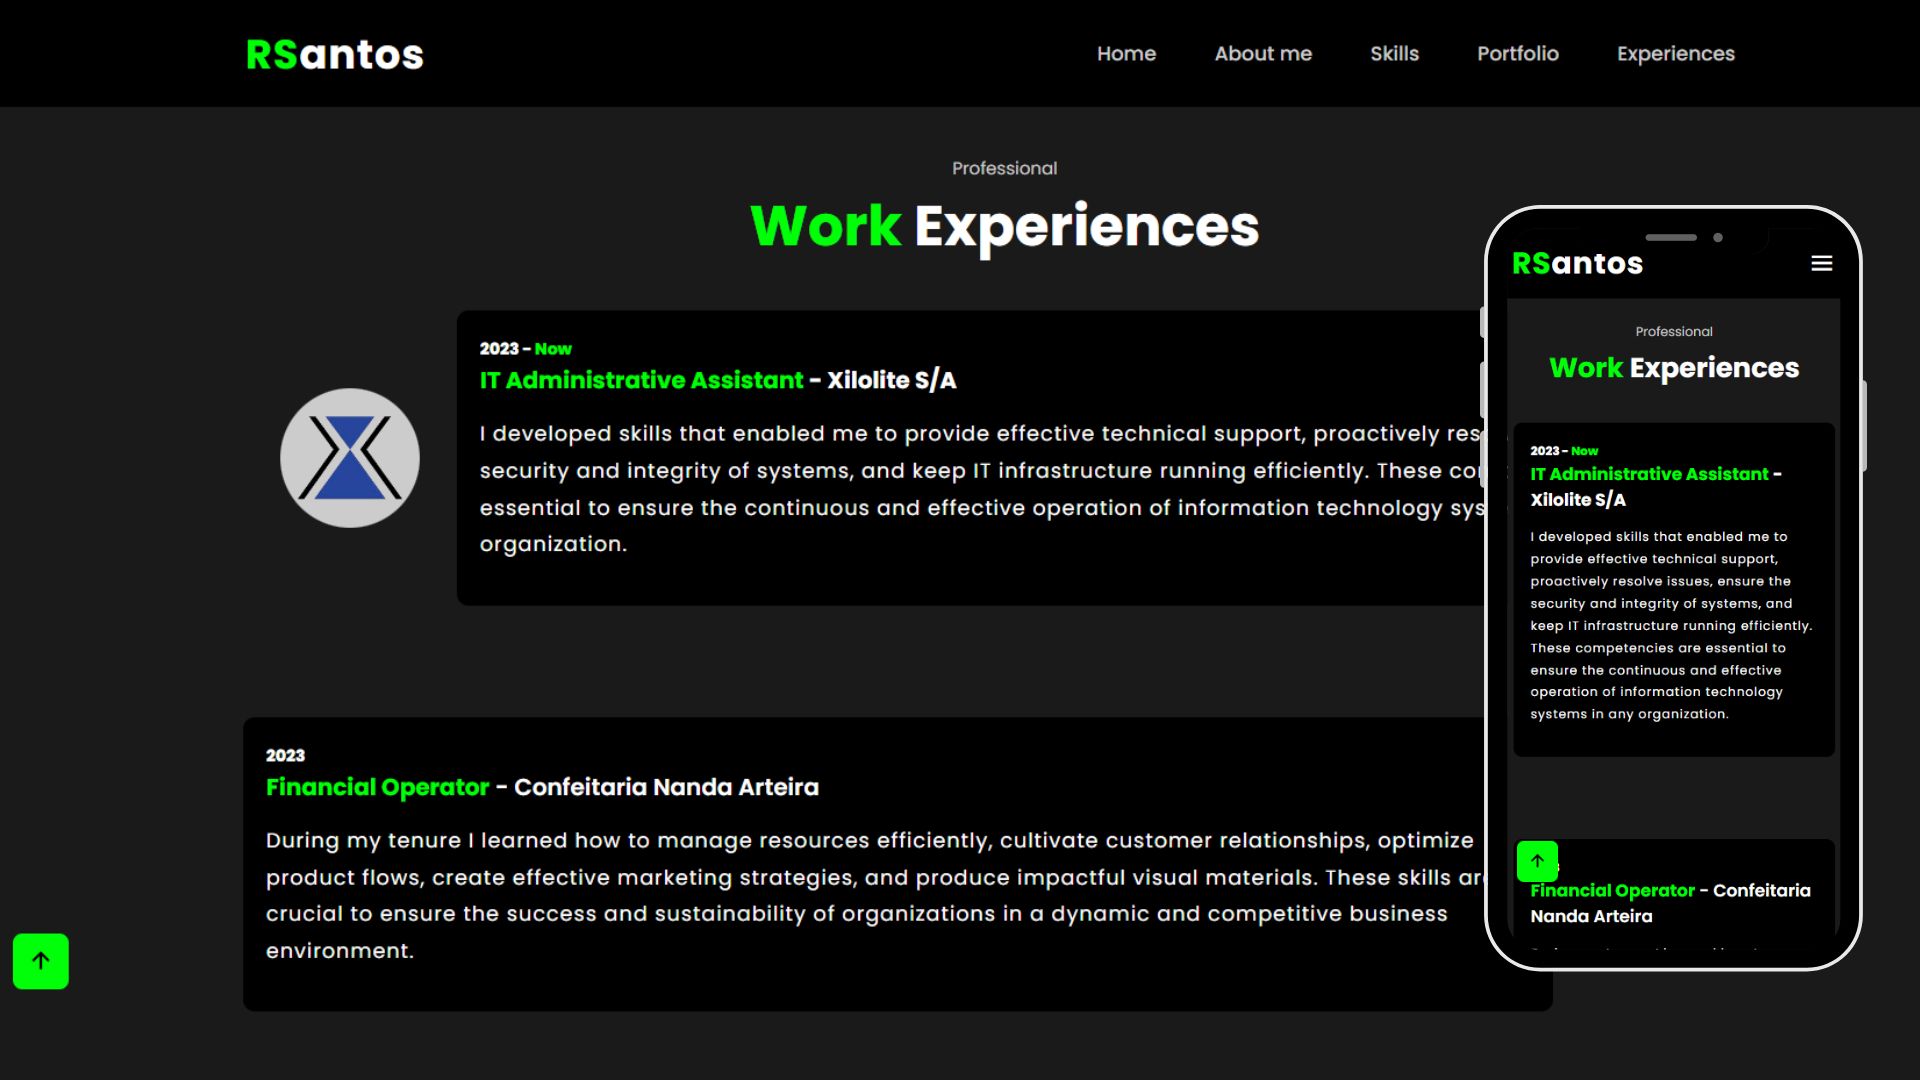 RSantos
Home About me Skills Portfolio Experiences
Professional
Work Experiences
2023 - Now
IT Administrative Assistant - Xilolite S/A
I developed skills that enabled me to provide effective technical support, proactively
security and integrity of systems, and keep IT infrastructure running efficiently. These
essential to ensure the continuous and effective operation of information technology
organization.
2023
Financial Operator - Confeitaria Nanda Arteira
During my tenure I learned how to manage resources efficiently, cultivate customer relationships, optimize
product flows, create effective marketing strategies, and produce impactful visual materials. These skills
crucial to ensure the success and sustainability of organizations in a dynamic and competitive business
environment.
RSantos
Professional
Work Experiences
2023 - Now
IT Administrative Assistant -
Xilolite S/A
I developed skills that enabled me to
provide effective technical support,
proactively resolve issues, ensure the
security and integrity of systems, and
keep IT infrastructure running efficiently.
These competencies are essential to
ensure the continuous and effective
operation of information technology
systems in any organization.
Financial Operator - Confeitaria
Nanda Arteira